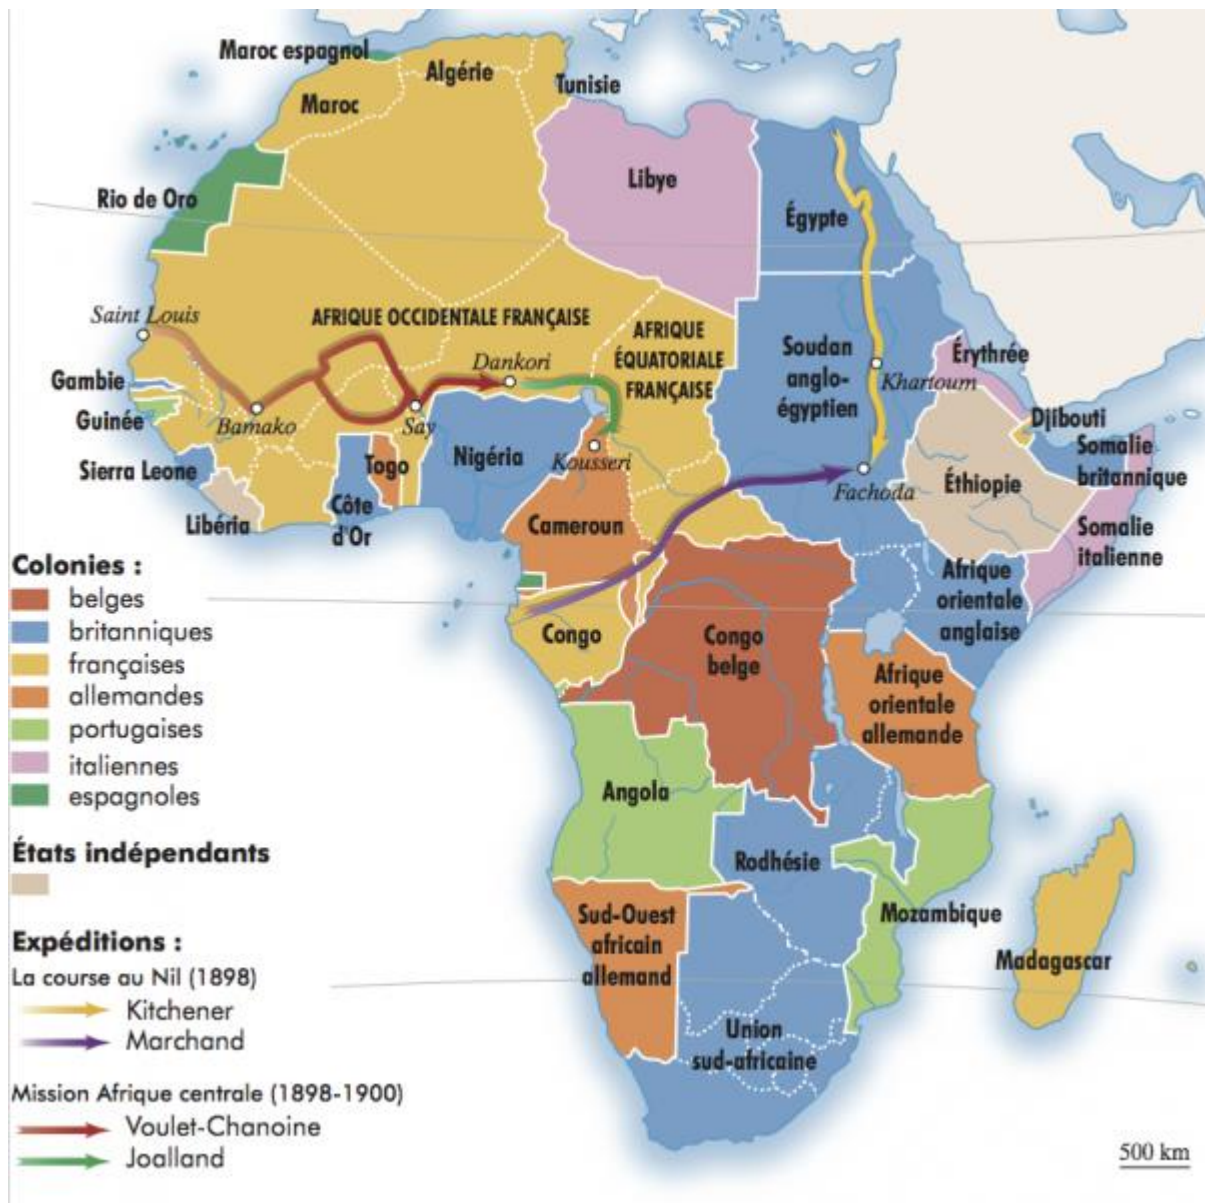 Maroc espagnol
Algérie
Tunisie
Maroc
Libye
Rio de Oro
Égypte
Saint Louis
AFRIQUE OCCIDENTALE FRANÇAISE
AFRIQUE
ÉQUATORIALE
FRANÇAISE
Dankori
Soudan
anglo-
égyptien
Érythrée
Khartoum
Gambie
Guinée
Bamako
Say
Djibouti
Somalie
britannique
Sierra Leone
Togo
Nigéria
Kousseri
Fachoda
Éthiopie
Libéria
Côte
d'Or
Cameroun
Somalie
italienne
Afrique
orientale
anglaise
Congo
Congo
belge
Afrique
orientale
allemande
Angola
Rodhésie
Mozambique
Madagascar
Sud-Ouest
africain
allemand
Union
sud-africaine
Colonies :
belges
britanniques
françaises
allemandes
portugaises
italiennes
espagnoles
États indépendants
Expéditions :
La course au Nil (1898)
Kitchener
Marchand
Mission Afrique centrale (1898-1900)
Voulet-Chanoine
Joalland
500 km